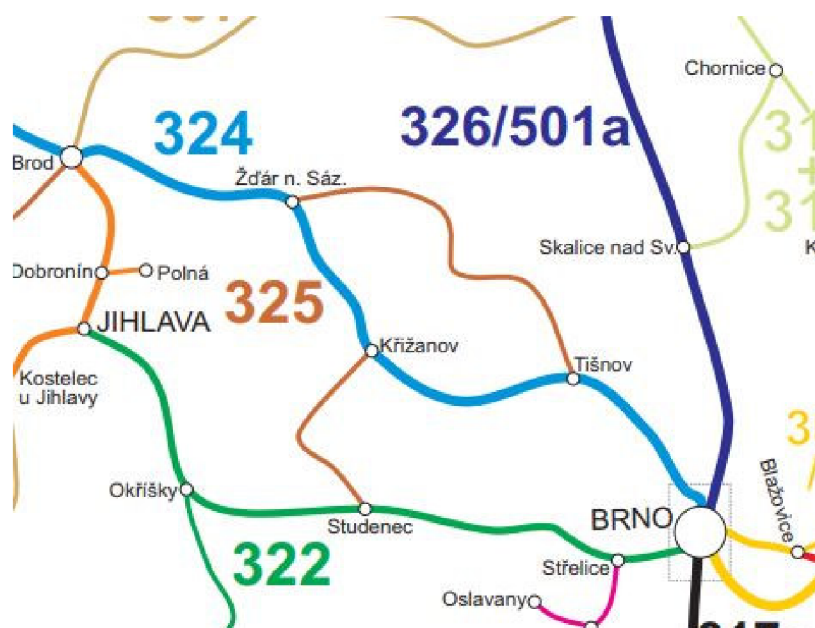 324
326/501a
Chornice
Brod
Žďár n. Sáz.
Skalice nad Sv.
Dobronín
Polná
325
JIHLAVA
Křižanov
Tišnov
Kostelec
u Jihlavy
Okříšky
Studenec
BRNO
Blažovice
322
Střelice
Oslavany